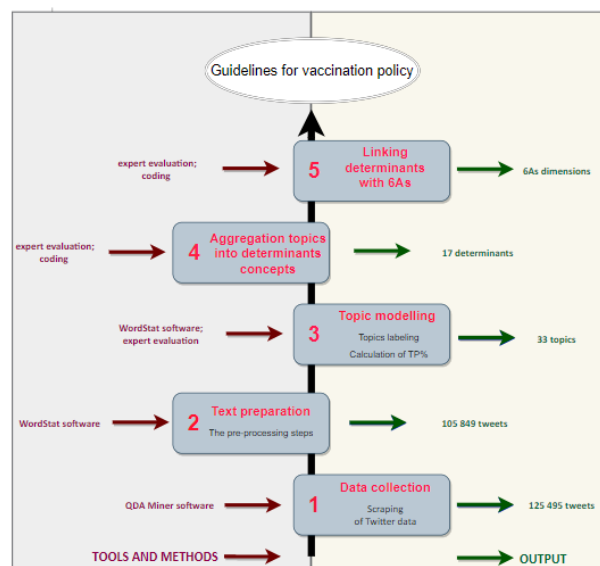 Guidelines for vaccination policy
expert evaluation;
coding
5
Linking
determinants
with 6As
6As dimensions
expert evaluation;
coding
4
Aggregation topics
into determinants
concepts
17 determinants
WordStat software;
expert evaluation
3
Topic modelling
Topics labeling
Calculation of TP%
33 topics
WordStat software
2
Text preparation
The pre-processing steps
105 849 tweets
QDA Miner software
1
Data collection
Scraping
of Twitter data
125 495 tweets
TOOLS AND METHODS
OUTPUT